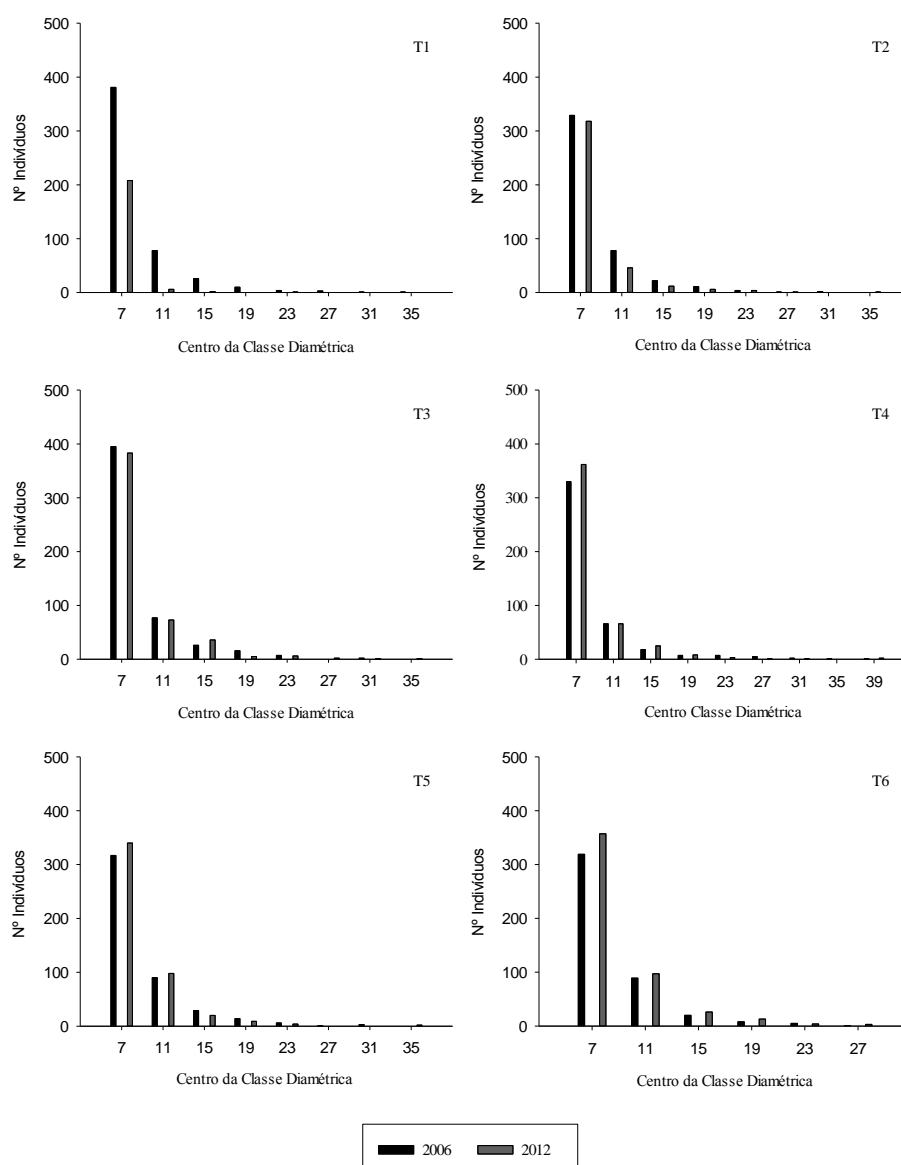 T1
Nº Indivíduos
500
400
300
200
100
0
7 11 15 19 23 27 31 35
Centro da Classe Diamétrica
T2
Nº Indivíduos
500
400
300
200
100
0
7 11 15 19 23 27 31 35
Centro da Classe Diamétrica
T3
Nº Indivíduos
500
400
300
200
100
0
7 11 15 19 23 27 31 35
Centro da Classe Diamétrica
T4
Nº Indivíduos
500
400
300
200
100
0
7 11 15 19 23 27 31 35 39
Centro Classe Diamétrica
T5
Nº Indivíduos
500
400
300
200
100
0
7 11 15 19 23 27 31 35
Centro da Classe Diamétrica
T6
Nº Indivíduos
500
400
300
200
100
0
7 11 15 19 23 27
Centro da Classe Diamétrica
2006 2012